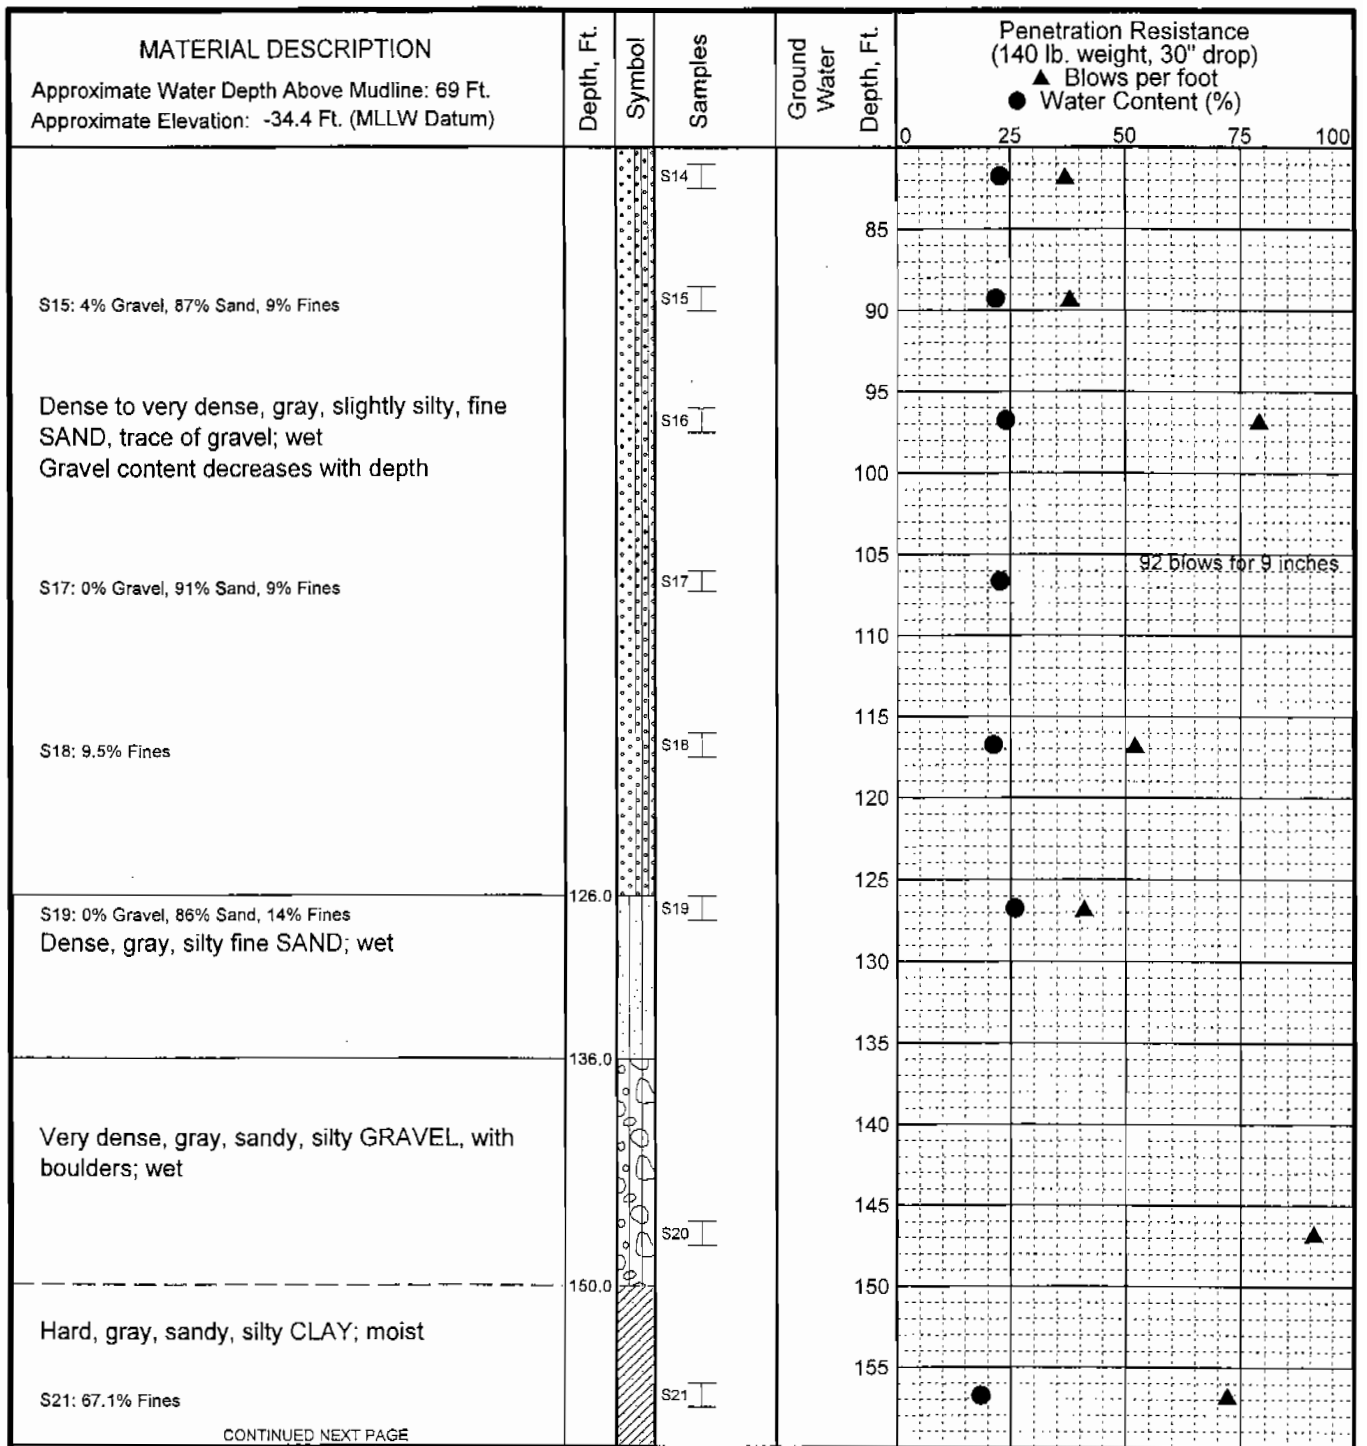 MATERIAL DESCRIPTION
Approximate Water Depth Above Mudline: 69 Ft.
Approximate Elevation: -34.4 Ft. (MLLW Datum)
Depth, Ft.
Symbol
Samples
Ground
Water
Depth, Ft.
Penetration Resistance
(140 lb. weight, 30" drop)
▲ Blows per foot
● Water Content (%)
0 25 50 75 100
S14
85
S15: 4% Gravel, 87% Sand, 9% Fines
S15
90
95
Dense to very dense, gray, slightly silty, fine
SAND, trace of gravel; wet
Gravel content decreases with depth
S16
100
105
92 blows for 9 inches
S17: 0% Gravel, 91% Sand, 9% Fines
S17
110
115
S18: 9.5% Fines
S18
120
125
126.0
S19: 0% Gravel, 86% Sand, 14% Fines
Dense, gray, silty fine SAND; wet
S19
130
135
136.0
Very dense, gray, sandy, silty GRAVEL, with
boulders; wet
140
145
S20
150
150.0
Hard, gray, sandy, silty CLAY; moist
155
S21: 67.1% Fines
S21
CONTINUED NEXT PAGE